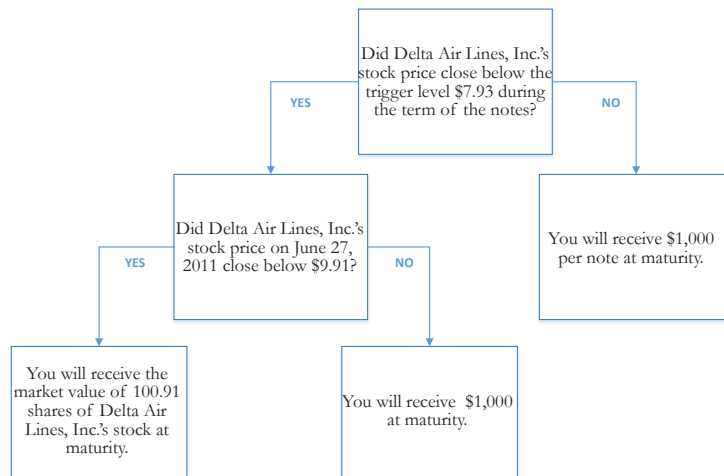 Did Delta Air Lines, Inc.'s
stock price close below the
trigger level $7.93 during
the term of the notes?
YES
NO
Did Delta Air Lines, Inc.'s
stock price on June 27,
2011 close below $9.91?
You will receive $1,000
per note at maturity.
YES
NO
You will receive the
market value of 100.91
shares of Delta Air
Lines, Inc.'s stock at
maturity.
You will receive $1,000
at maturity.